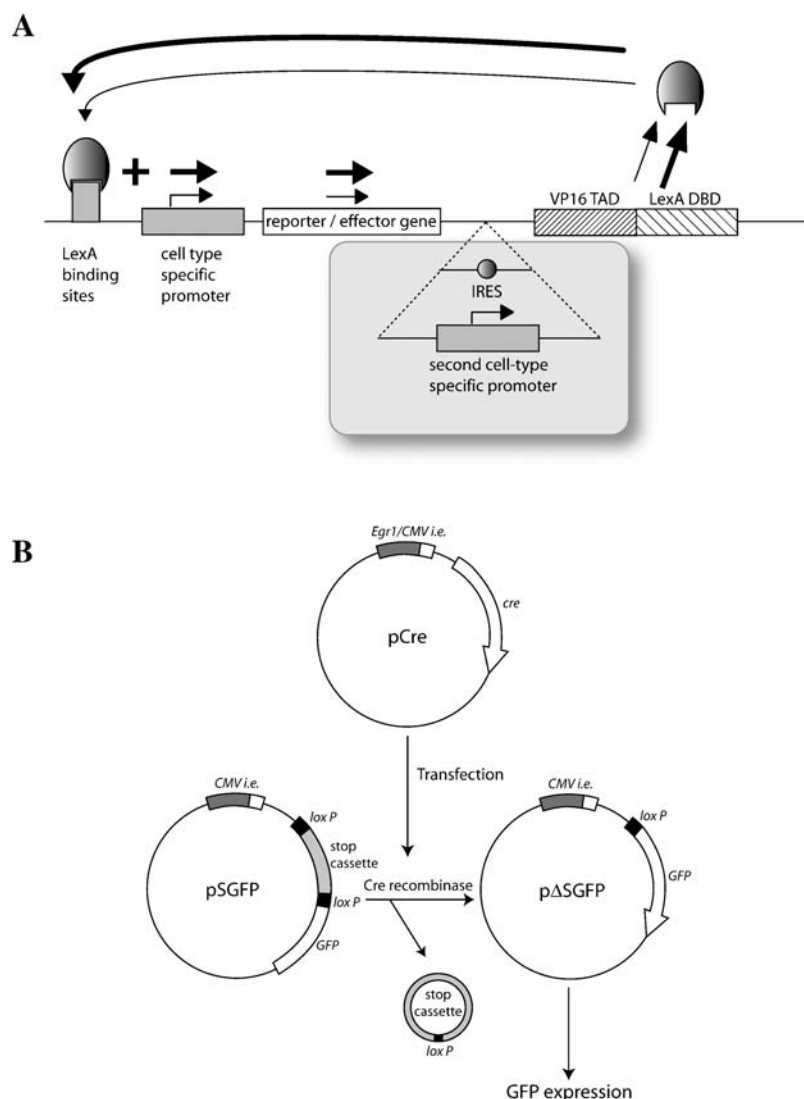 A
VP16 TAD
LexA DBD
reporter / effector gene
LexA
binding
sites
cell type
specific
promoter
IRES
second cell-type
specific promoter
B
Egr1/CMV i.e.
cre
pCre
Transfection
CMV i.e.
lox P
stop
cassette
pSGFP
lox P
GFP
Cre recombinase
CMV i.e.
lox P
GFP
pΔSGFP
stop
cassette
lox P
GFP expression